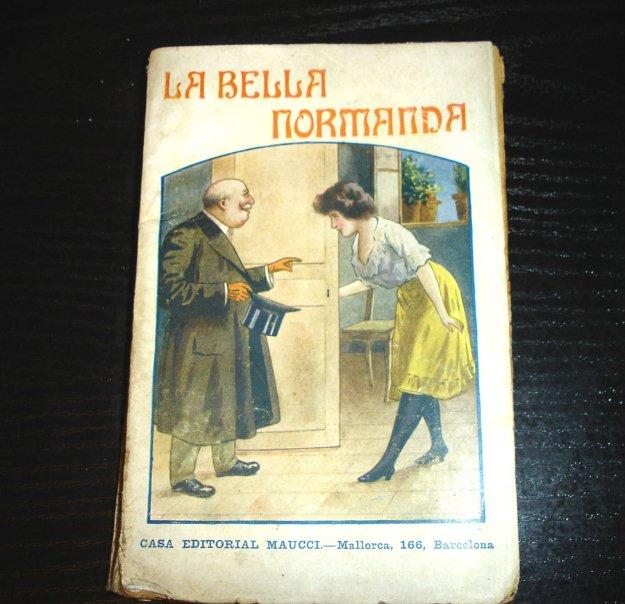 LA BELLA
NORMANDA
CASA EDITORIAL MAUCCI.—Mallorca, 166, Barcelona